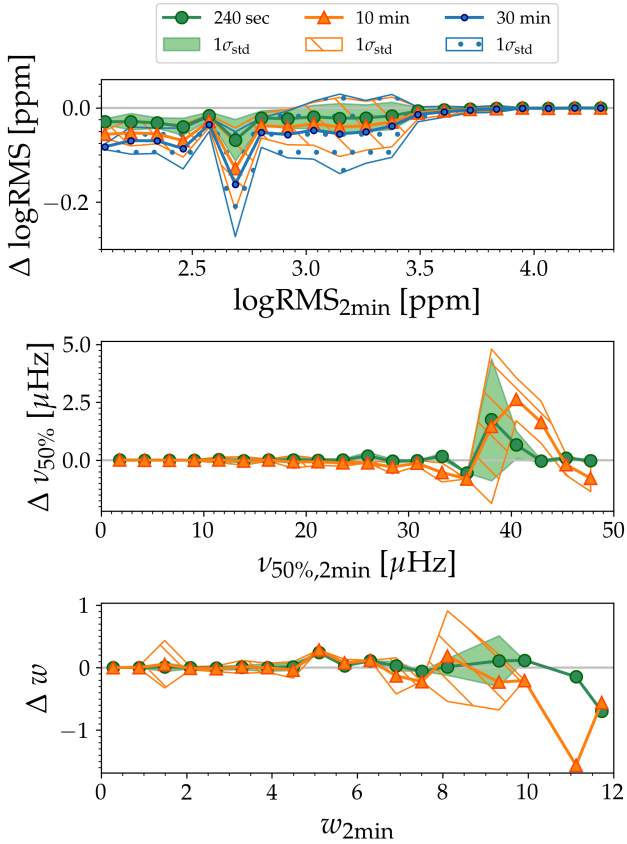 240 sec 10 min 30 min
1σstd 1σstd 1σstd
Δ logRMS [ppm]
0.0
−0.2
2.5 3.0 3.5 4.0
logRMS2min [ppm]
Δ ν50% [μHz]
5.0
2.5
0.0
0 10 20 30 40 50
ν50%,2min [μHz]
Δ w
1
0
−1
0 2 4 6 8 10 12
w2min